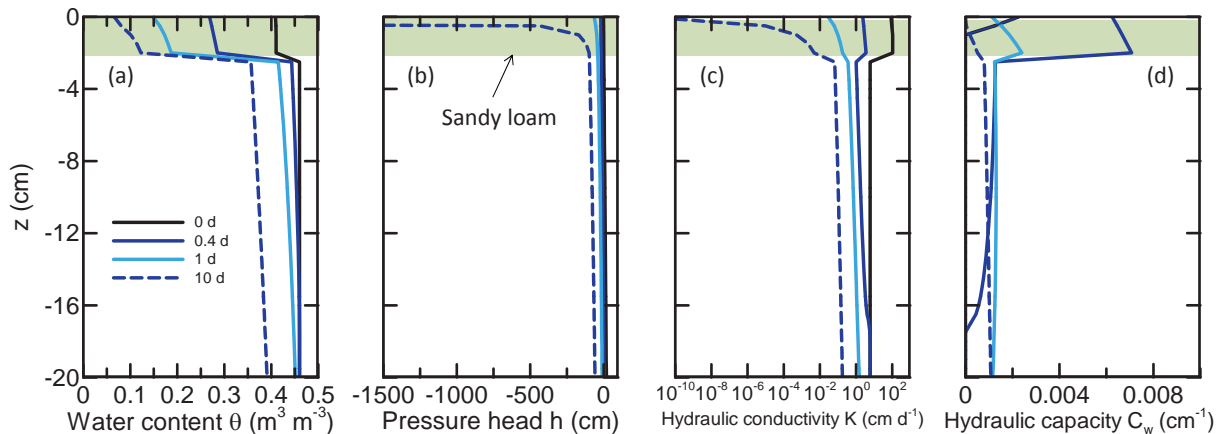 0
-4
-8
-12
-16
-20
z (cm)
(a)
(b)
(c)
(d)
Sandy loam
0 d
0.4 d
1 d
10 d
0 0.1 0.2 0.3 0.4 0.5
Water content θ (m³ m⁻³)
-1500 -1000 -500 0
Pressure head h (cm)
10⁻¹⁰ 10⁻⁸ 10⁻⁶ 10⁻⁴ 10⁻² 10⁰ 10²
Hydraulic conductivity K (cm d⁻¹)
0 0.004 0.008
Hydraulic capacity C_w (cm⁻¹)